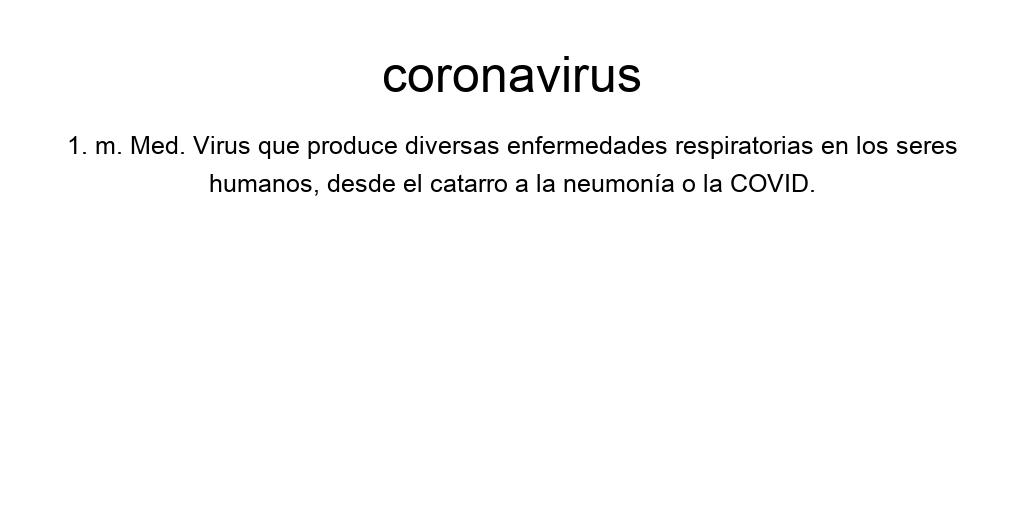 coronavirus
1. m. Med. Virus que produce diversas enfermedades respiratorias en los seres
humanos, desde el catarro a la neumonía o la COVID.